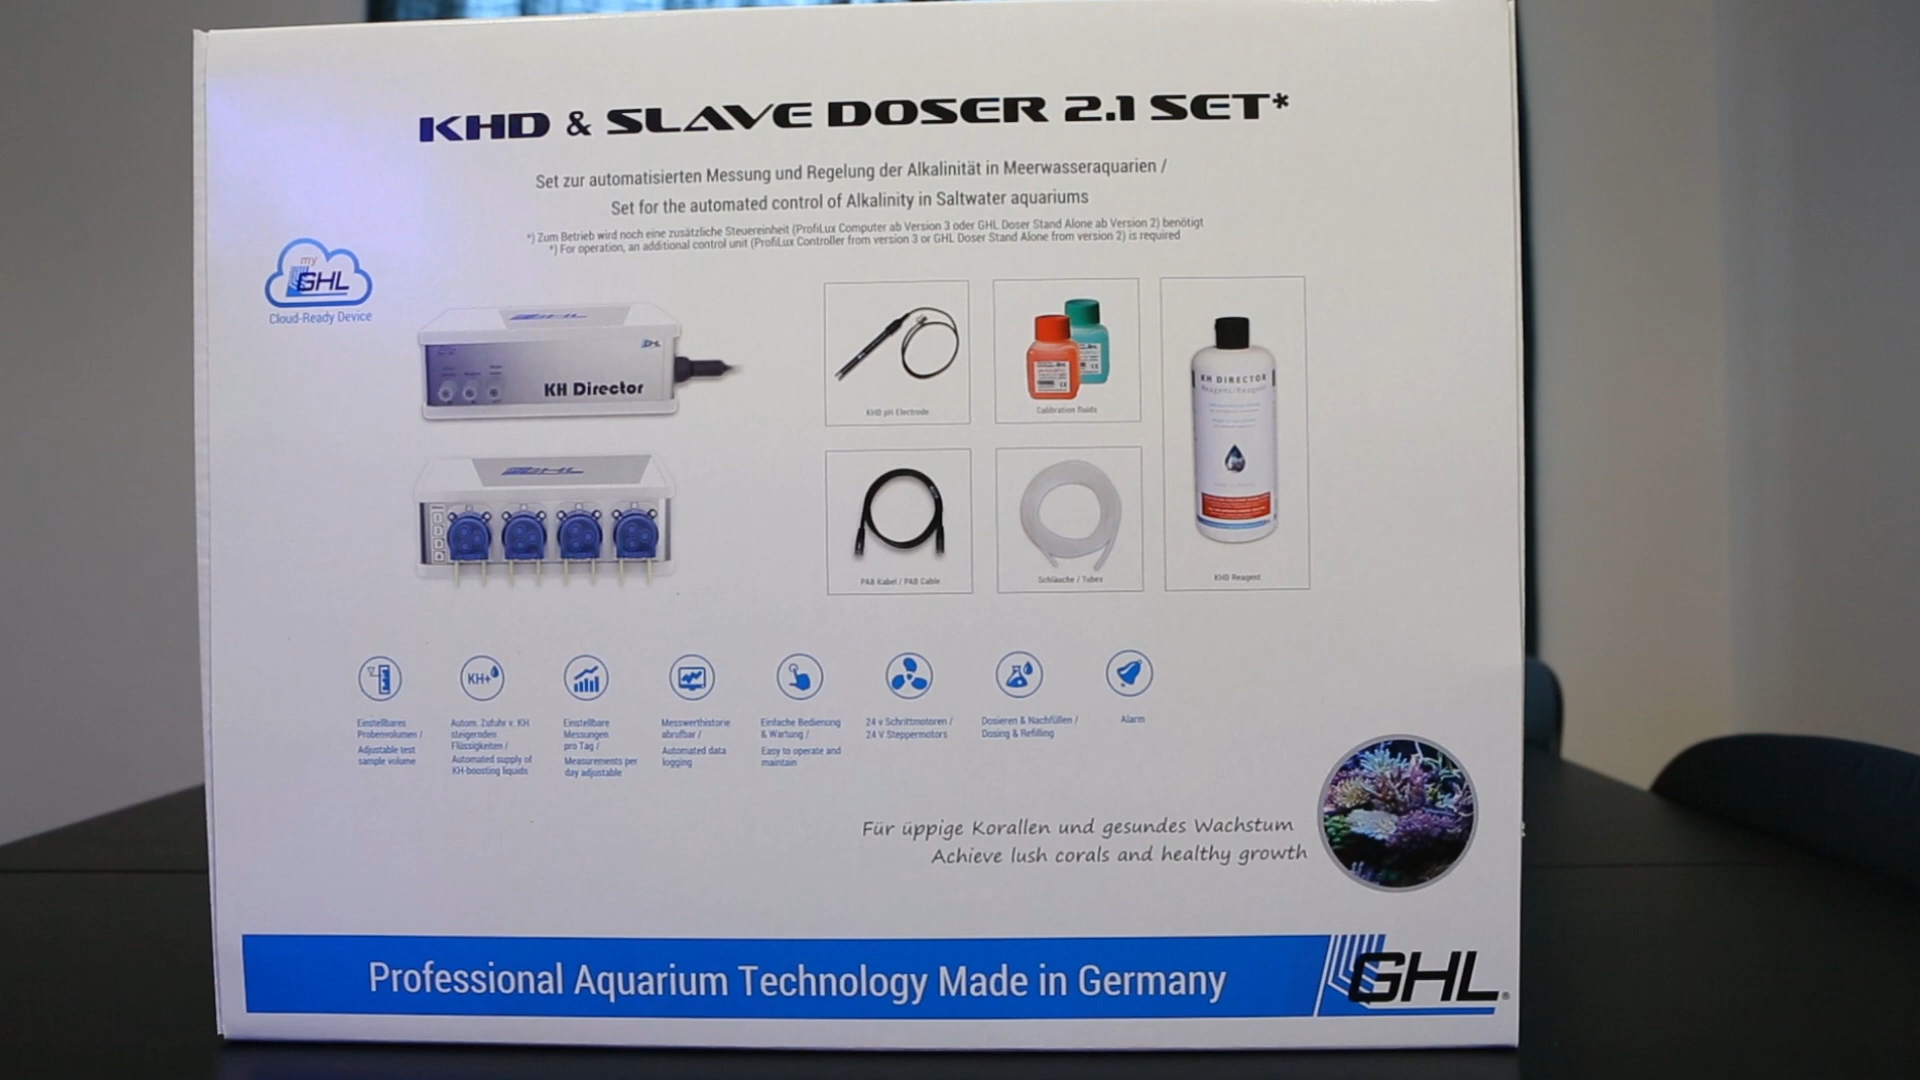 KHD & SLAVE DOSER 2.1 SET*
Set zur automatisierten Messung und Regelung der Alkalinität in Meerwasseraquarien /
Set for the automated control of Alkalinity in Saltwater aquariums
*) Zum Betrieb wird noch eine zusätzliche Steuereinheit (ProfiLux Computer ab Version 3 oder GHL Doser Stand Alone ab Version 2) benötigt
*) For operation, an additional control unit (ProfiLux Controller from version 3 or GHL Doser Stand Alone from version 2) is required
my
GHL
Cloud-Ready Device
GHL
GHL
KH Director
GHL
KHD pH Electrode
Calibration fluids
KH DIRECTOR
Reagenz/Reagent
PAB Kabel / PAB Cable
Schläuche / Tubes
KHD Reagent
KH+
Einstellbares
Probenvolumen /
Adjustable test
sample volume
Autom. Zufuhr v. KH
steigernden
Flüssigkeiten /
Automated supply of
KH-boosting liquids
Einstellbare
Messungen
pro Tag /
Measurements per
day adjustable
Messwerthistorie
abrufbar /
Automated data
logging
Einfache Bedienung
& Wartung /
Easy to operate and
maintain
24 v Schrittmotoren /
24 V Steppermotors
Dosieren & Nachfüllen /
Dosing & Refilling
Alarm
Für üppige Korallen und gesundes Wachstum
Achieve lush corals and healthy growth
Professional Aquarium Technology Made in Germany
GHL®